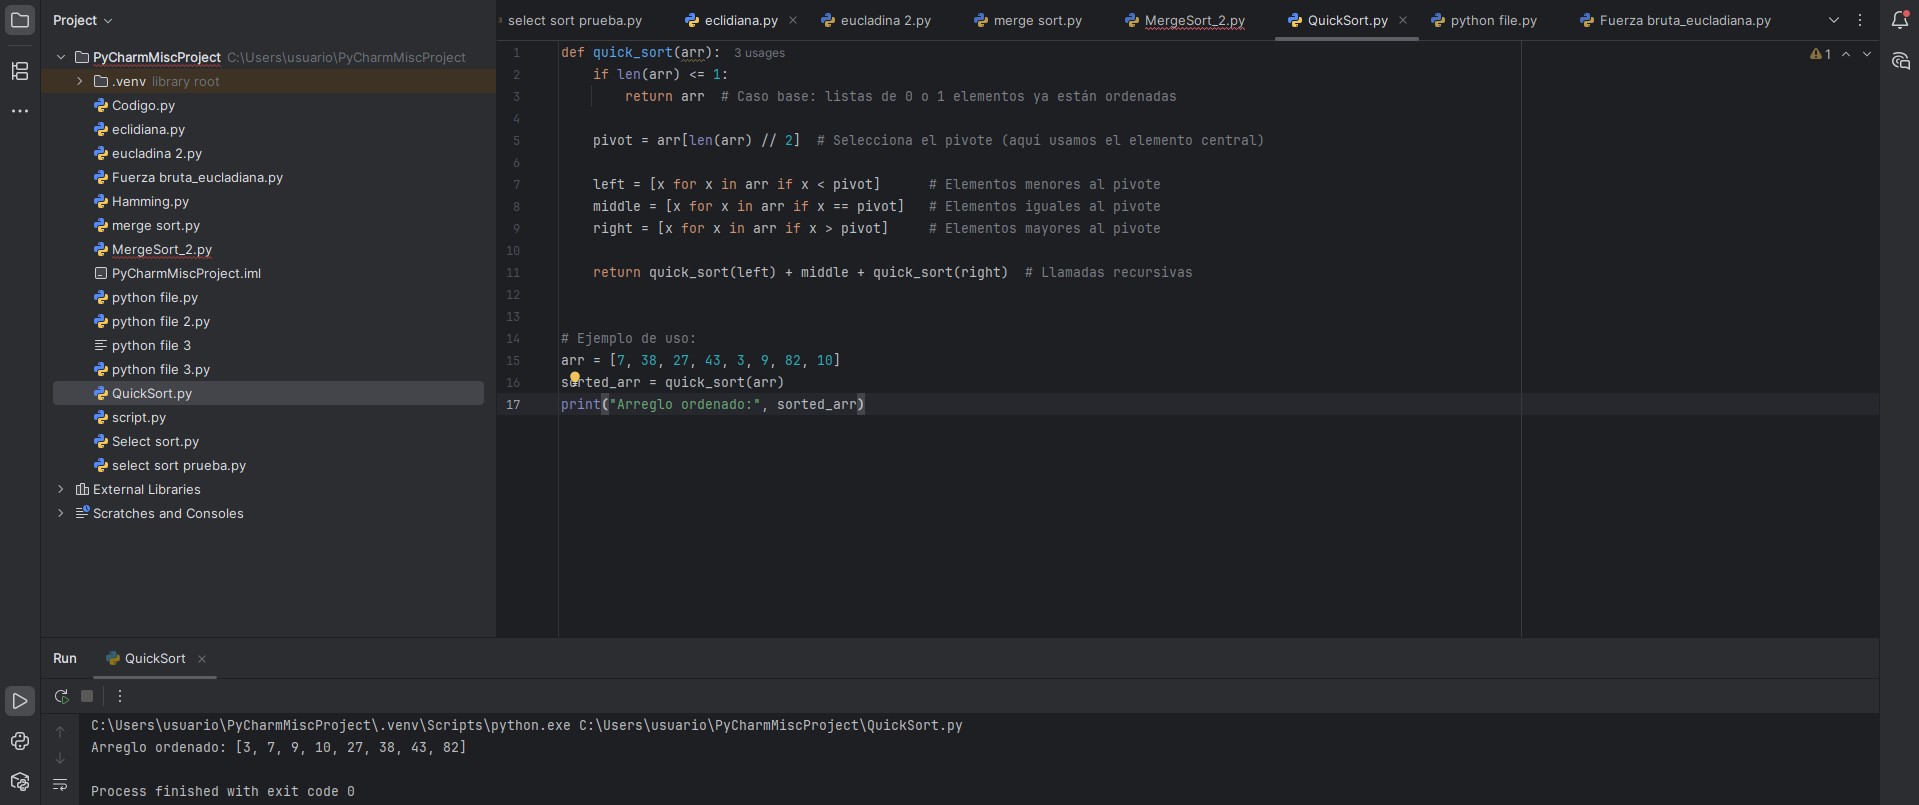 Project
PyCharmMiscProject C:\Users\usuario\PyCharmMiscProject
.venv library root
Codigo.py
eclidiana.py
eucladina 2.py
Fuerza bruta_eucladiana.py
Hamming.py
merge sort.py
MergeSort_2.py
PyCharmMiscProject.iml
python file.py
python file 2.py
python file 3
python file 3.py
QuickSort.py
script.py
Select sort.py
select sort prueba.py
External Libraries
Scratches and Consoles
select sort prueba.py eclidiana.py eucladina 2.py merge sort.py MergeSort_2.py QuickSort.py python file.py Fuerza bruta_eucladiana.py
1
1 def quick_sort(arr): 3 usages
2 if len(arr) <= 1:
3 return arr # Caso base: listas de 0 o 1 elementos ya están ordenadas
4
5 pivot = arr[len(arr) // 2] # Selecciona el pivote (aquí usamos el elemento central)
6
7 left = [x for x in arr if x < pivot] # Elementos menores al pivote
8 middle = [x for x in arr if x == pivot] # Elementos iguales al pivote
9 right = [x for x in arr if x > pivot] # Elementos mayores al pivote
10
11 return quick_sort(left) + middle + quick_sort(right) # Llamadas recursivas
12
13
14 # Ejemplo de uso:
15 arr = [7, 38, 27, 43, 3, 9, 82, 10]
16 sorted_arr = quick_sort(arr)
17 print("Arreglo ordenado:", sorted_arr)
Run QuickSort
C:\Users\usuario\PyCharmMiscProject\.venv\Scripts\python.exe C:\Users\usuario\PyCharmMiscProject\QuickSort.py
Arreglo ordenado: [3, 7, 9, 10, 27, 38, 43, 82]
Process finished with exit code 0